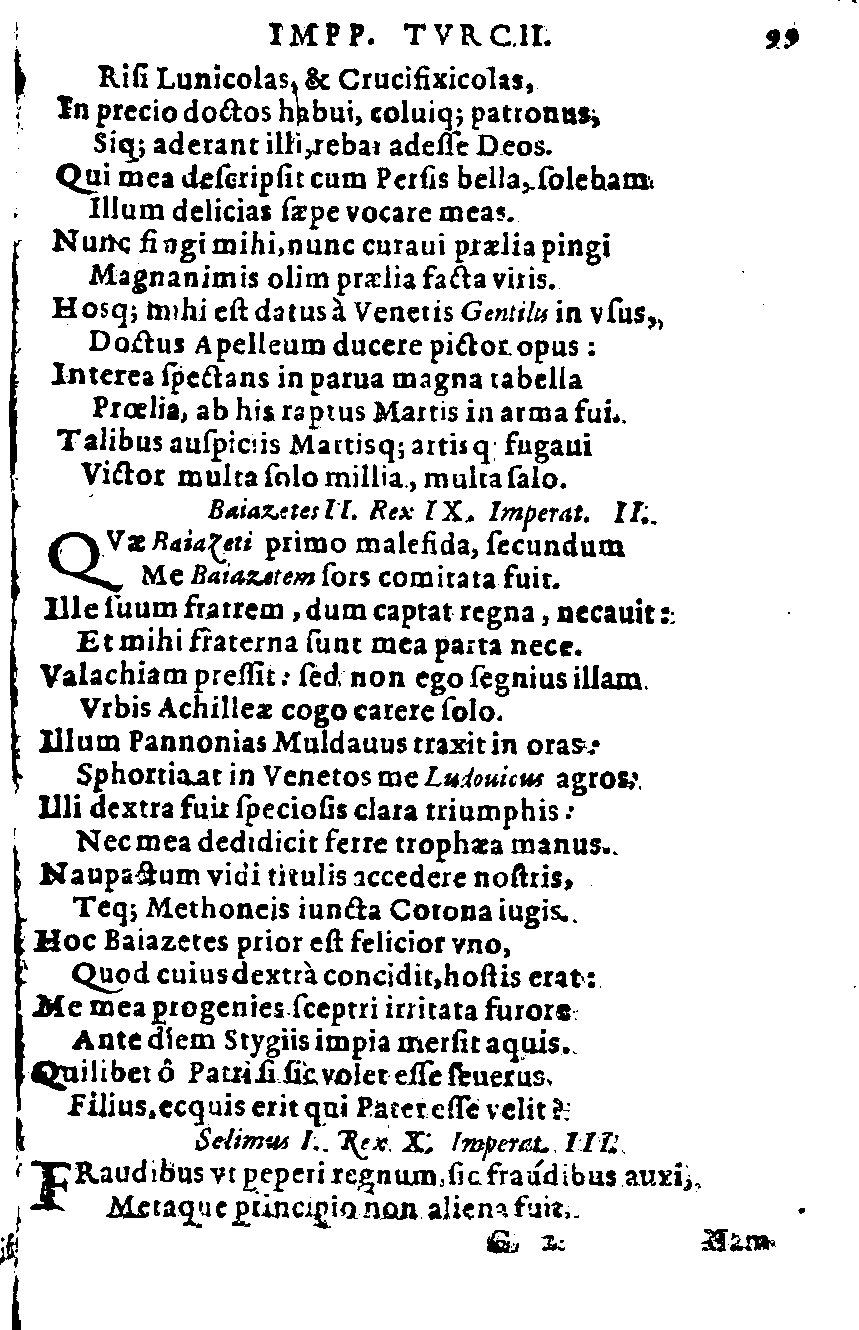 IMPP. TVRCII. 99
Riſi Lunicolas, & Crucifixicolas,
In precio doctos habui, coluiq; patronus,
Siq; aderant illi, rebar adeſſe Deos.
Qui mea deſcripſit cum Perſis bella, ſolebam
Illum delicias ſæpe vocare meas.
Nunc fingi mihi, nunc curaui prælia pingi
Magnanimis olim prælia facta viris.
Hosq; mihi eſt datus à Venetis Gentilis in vſus,
Doctus Apelleum ducere pictor opus:
Interea ſpectans in parua magna tabella
Prœlia, ab his raptus Martis in arma fui.
Talibus auſpiciis Martisq; artisq; fugaui
Victor multa ſolo millia, multa ſalo.
Baiazetes II. Rex IX. Imperat. II.
QVæ Baiazeti primo malefida, ſecundum
Me Baiazetem ſors comitata fuit.
Ille ſuum fratrem, dum captat regna, necauit:
Et mihi fraterna ſunt mea parta nece.
Valachiam preſſit: ſed non ego ſegnius illam
Vrbis Achilleæ cogo carere ſolo.
Illum Pannonias Muldauus traxit in oras:
Sphortia at in Venetos me Ludouicus agros.
Illi dextra fuit ſpecioſis clara triumphis:
Nec mea dedidicit ferre trophæa manus.
Naupactum vidi titulis accedere noſtris,
Teq; Methoneis iuncta Corona iugis.
Hoc Baiazetes prior eſt felicior vno,
Quod cuius dextrà concidit, hoſtis erat:
Me mea progenies ſceptri irritata furore
Ante diem Stygiis impia merſit aquis.
Quilibet ô Patri ſi ſic volet eſſe ſeuerus
Filius, ecquis erit qui Pater eſſe velit?
Selimus I. Rex X. Imperat. III.
FRaudibus vt peperi regnum, ſic fraúdibus auxi,
Metaque principio non aliena fuit.
G 2 Nam